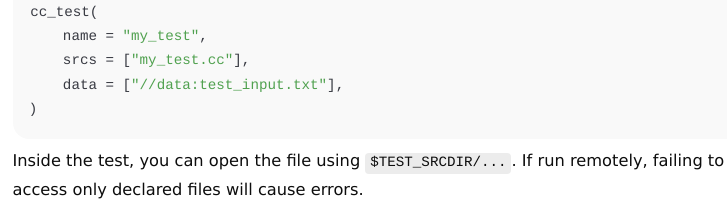 cc_test(
    name = "my_test",
    srcs = ["my_test.cc"],
    data = ["//data:test_input.txt"],
)
Inside the test, you can open the file using $TEST_SRCDIR/... . If run remotely, failing to
access only declared files will cause errors.